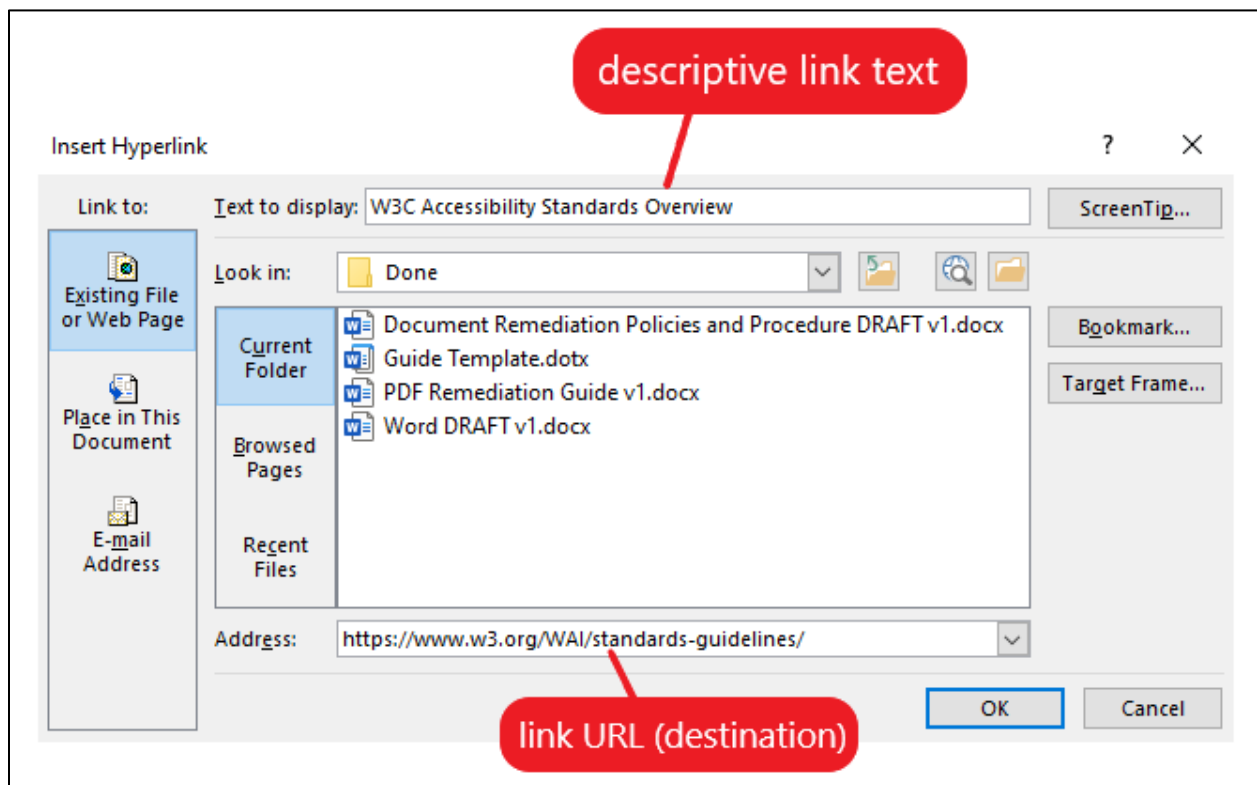 descriptive link text
Insert Hyperlink
?
Link to:
Text to display: W3C Accessibility Standards Overview
ScreenTip...
Existing File
or Web Page
Look in: Done
Current
Folder
Document Remediation Policies and Procedure DRAFT v1.docx
Guide Template.dotx
PDF Remediation Guide v1.docx
Word DRAFT v1.docx
Bookmark...
Target Frame...
Place in This
Document
Browsed
Pages
E-mail
Address
Recent
Files
Address: https://www.w3.org/WAI/standards-guidelines/
OK
Cancel
link URL (destination)